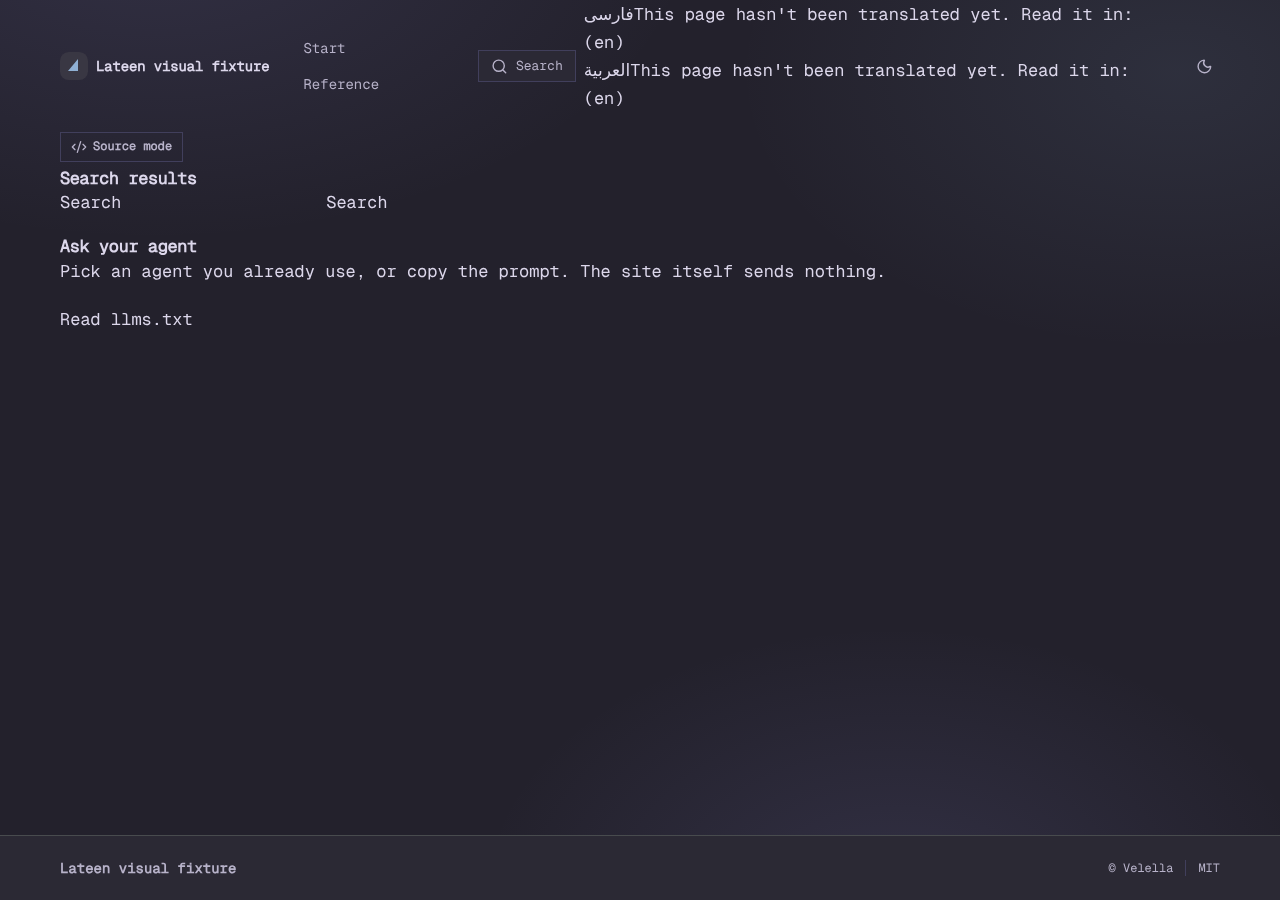 Lateen visual fixture
Start
Reference
Search
فارسیThis page hasn't been translated yet. Read it in:
(en)
العربيةThis page hasn't been translated yet. Read it in:
(en)
Source mode
Search results
Search Search
Ask your agent
Pick an agent you already use, or copy the prompt. The site itself sends nothing.
Read llms.txt
Lateen visual fixture
© Velella MIT